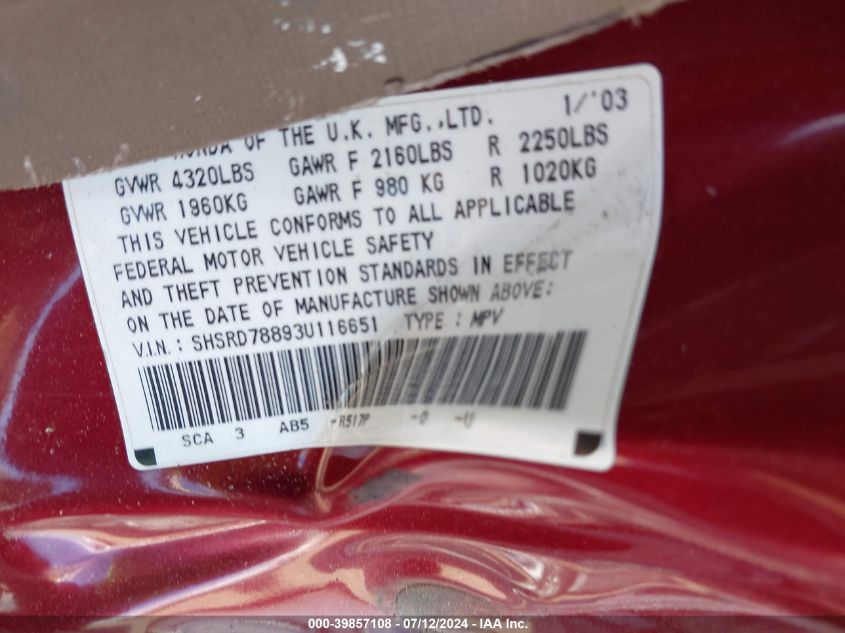 OF THE U.K. MFG.,LTD. 1/'03
GVWR 4320LBS GAWR F 2160LBS R 2250LBS
GVWR 1960KG GAWR F 980 KG R 1020KG
THIS VEHICLE CONFORMS TO ALL APPLICABLE
FEDERAL MOTOR VEHICLE SAFETY
AND THEFT PREVENTION STANDARDS IN EFFECT
ON THE DATE OF MANUFACTURE SHOWN ABOVE:
V.I.N.: SHSRD78893U116651 TYPE : MPV
SCA 3 AB5 -R517P -0 -U
000-39857108 - 07/12/2024 - IAAI, Inc.